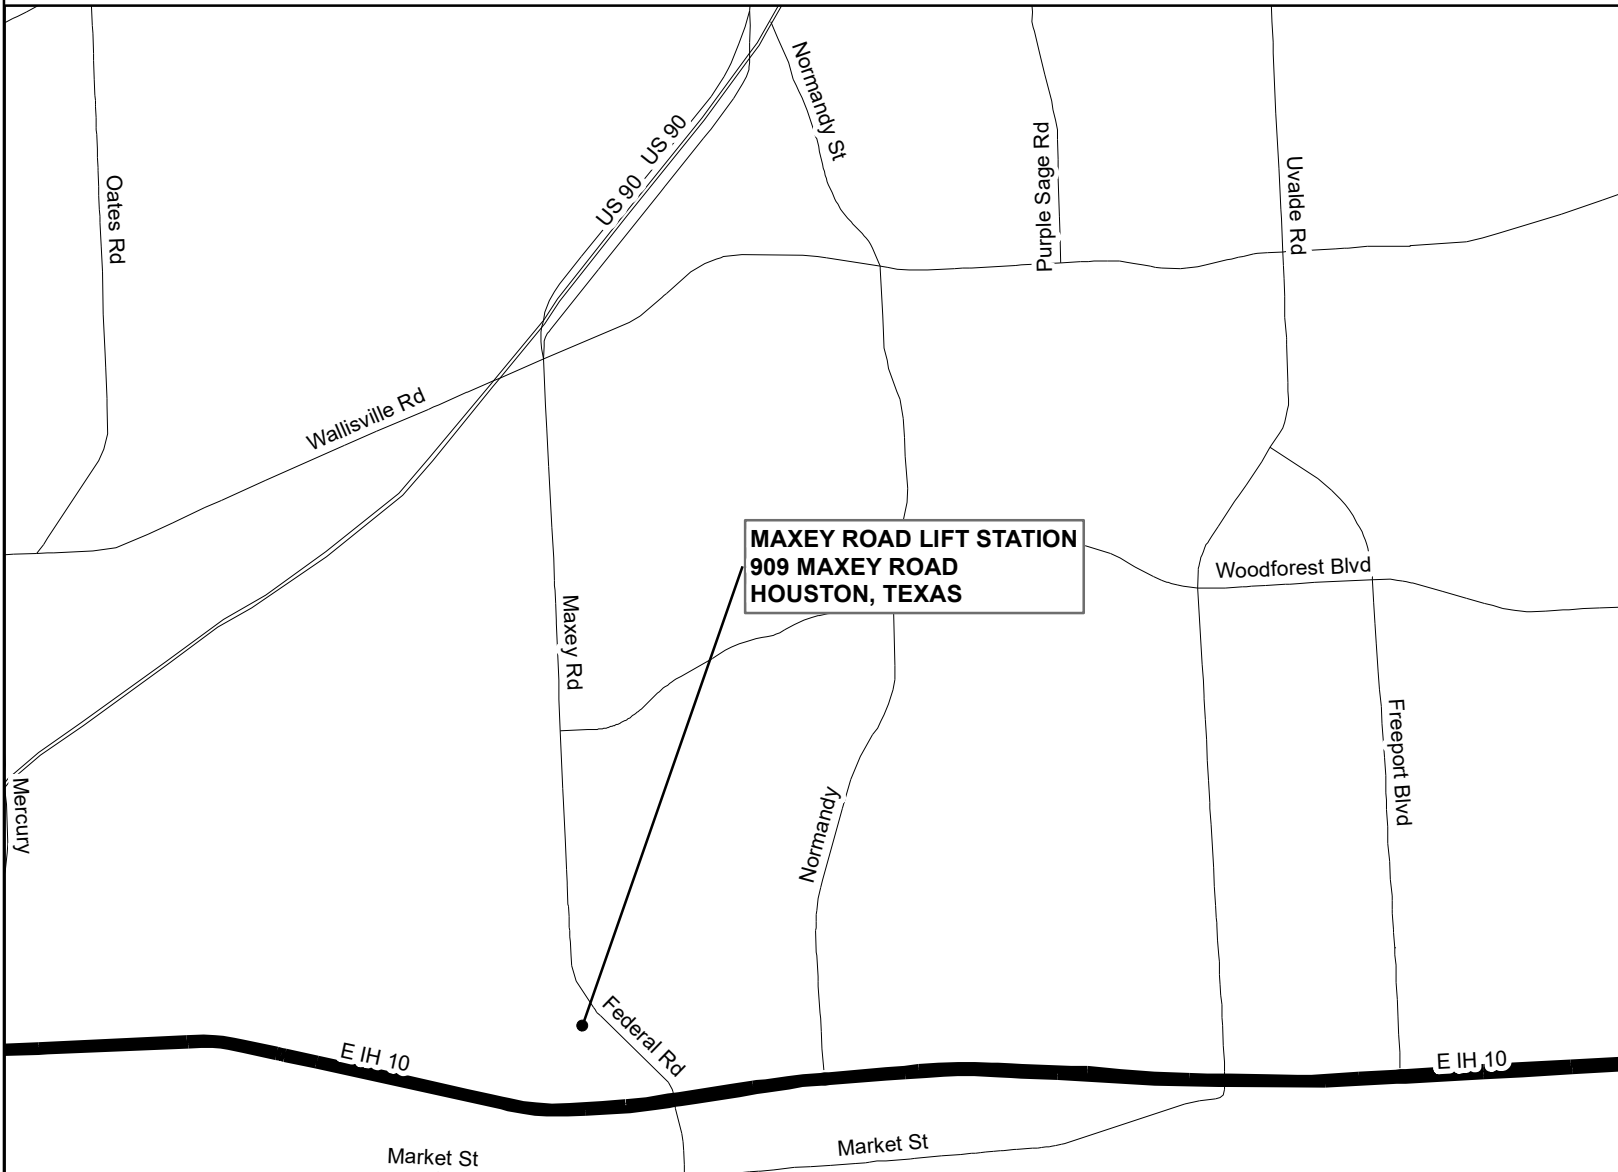 Normandy St
US 90
US 90
Purple Sage Rd
Uvalde Rd
Oates Rd
Wallisville Rd
MAXEY ROAD LIFT STATION
909 MAXEY ROAD
HOUSTON, TEXAS
Woodforest Blvd
Maxey Rd
Freeport Blvd
Mercury
Normandy
Federal Rd
E IH 10
E IH 10
Market St
Market St